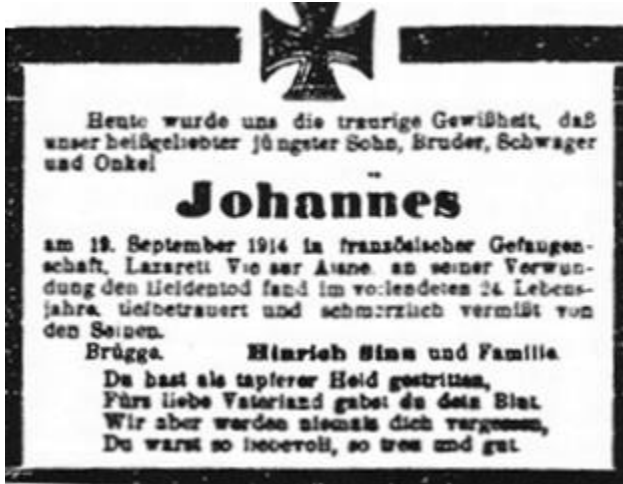 Heute wurde uns die traurige Gewißheit, daß
unser heißgeliebter jüngster Sohn, Bruder, Schwager
und Onkel
Johannes
am 19. September 1914 in französischer Gefangen-
schaft, Lazarett Vic sur Aisne, an seiner Verwun-
dung den Heldentod fand im vollendeten 24. Lebens-
jahre, tiefbetrauert und schmerzlich vermißt von
den Seinen.
Brügge. Hinrich Sinn und Familie.
Du hast als tapferer Held gestritten,
Fürs liebe Vaterland gabst du dein Blut.
Wir aber werden niemals dich vergessen,
Du warst so liebevoll, so treu und gut.